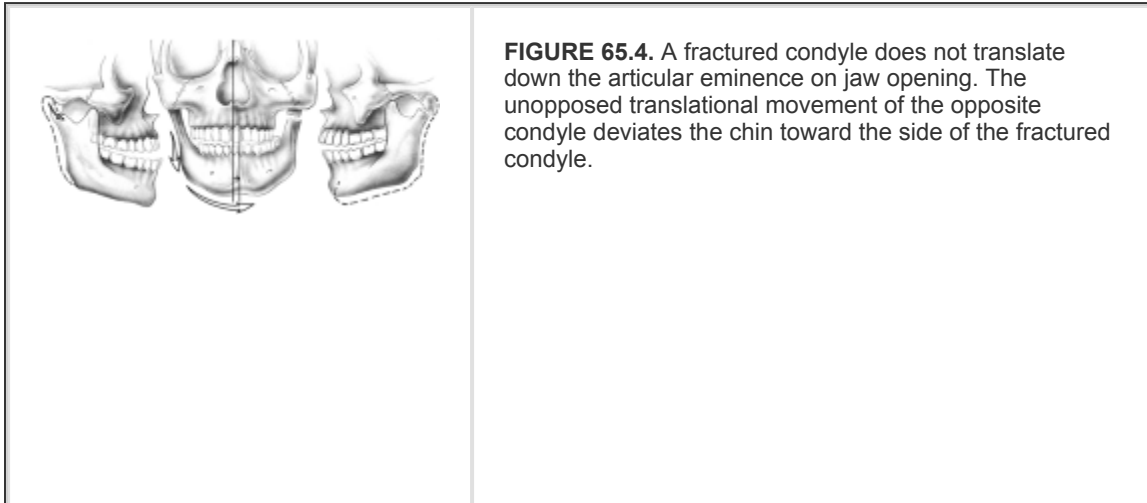 FIGURE 65.4. A fractured condyle does not translate
down the articular eminence on jaw opening. The
unopposed translational movement of the opposite
condyle deviates the chin toward the side of the fractured
condyle.